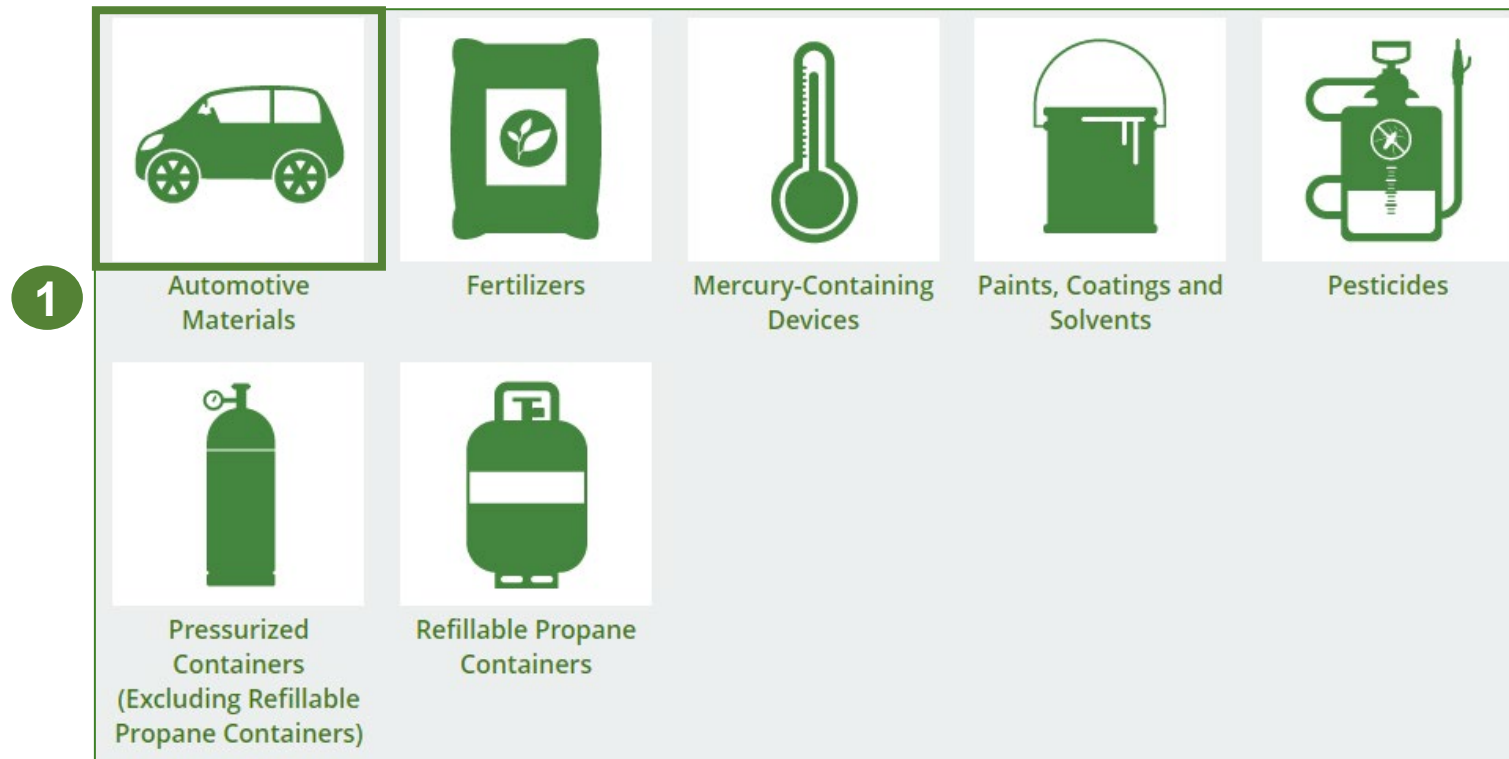 1
Automotive
Materials
Fertilizers
Mercury-Containing
Devices
Paints, Coatings and
Solvents
Pesticides
Pressurized
Containers
(Excluding Refillable
Propane Containers)
Refillable Propane
Containers